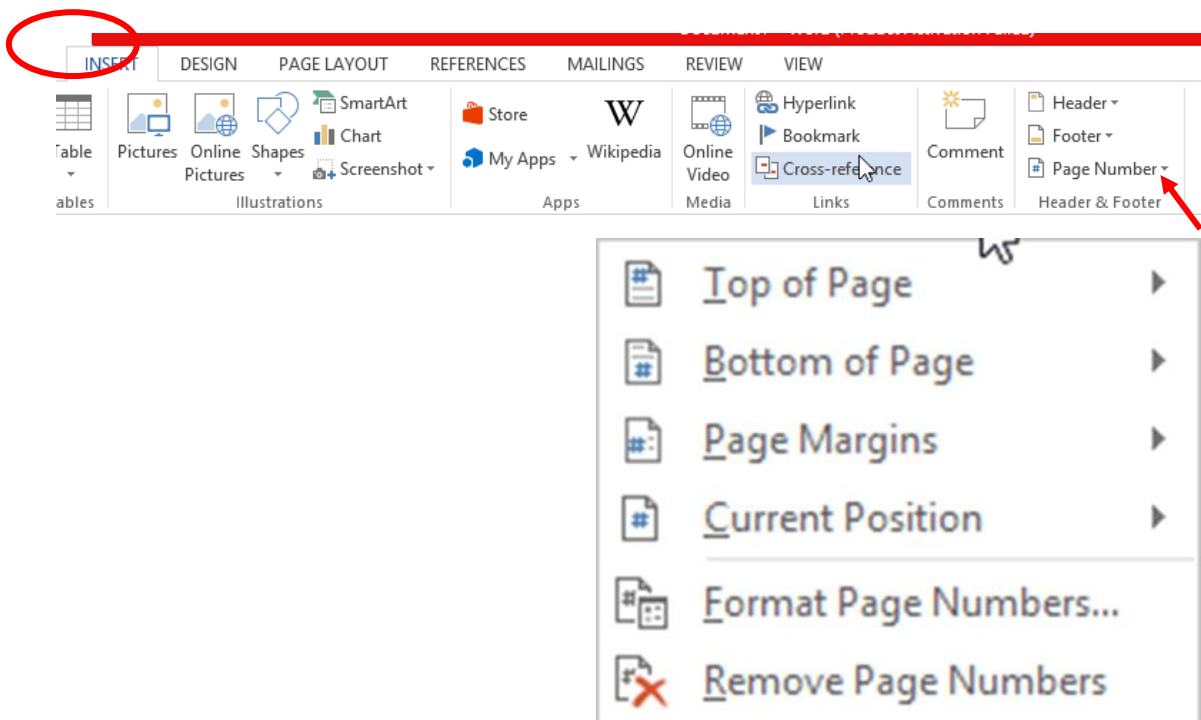 INSERT DESIGN PAGE LAYOUT REFERENCES MAILINGS REVIEW VIEW
Table
Pictures
Online
Pictures
Shapes
SmartArt
Chart
Screenshot
Store
My Apps
Wikipedia
Online
Video
Hyperlink
Bookmark
Cross-reference
Comment
Header
Footer
Page Number
ables Illustrations Apps Media Links Comments Header & Footer
Top of Page
Bottom of Page
Page Margins
Current Position
Format Page Numbers...
Remove Page Numbers